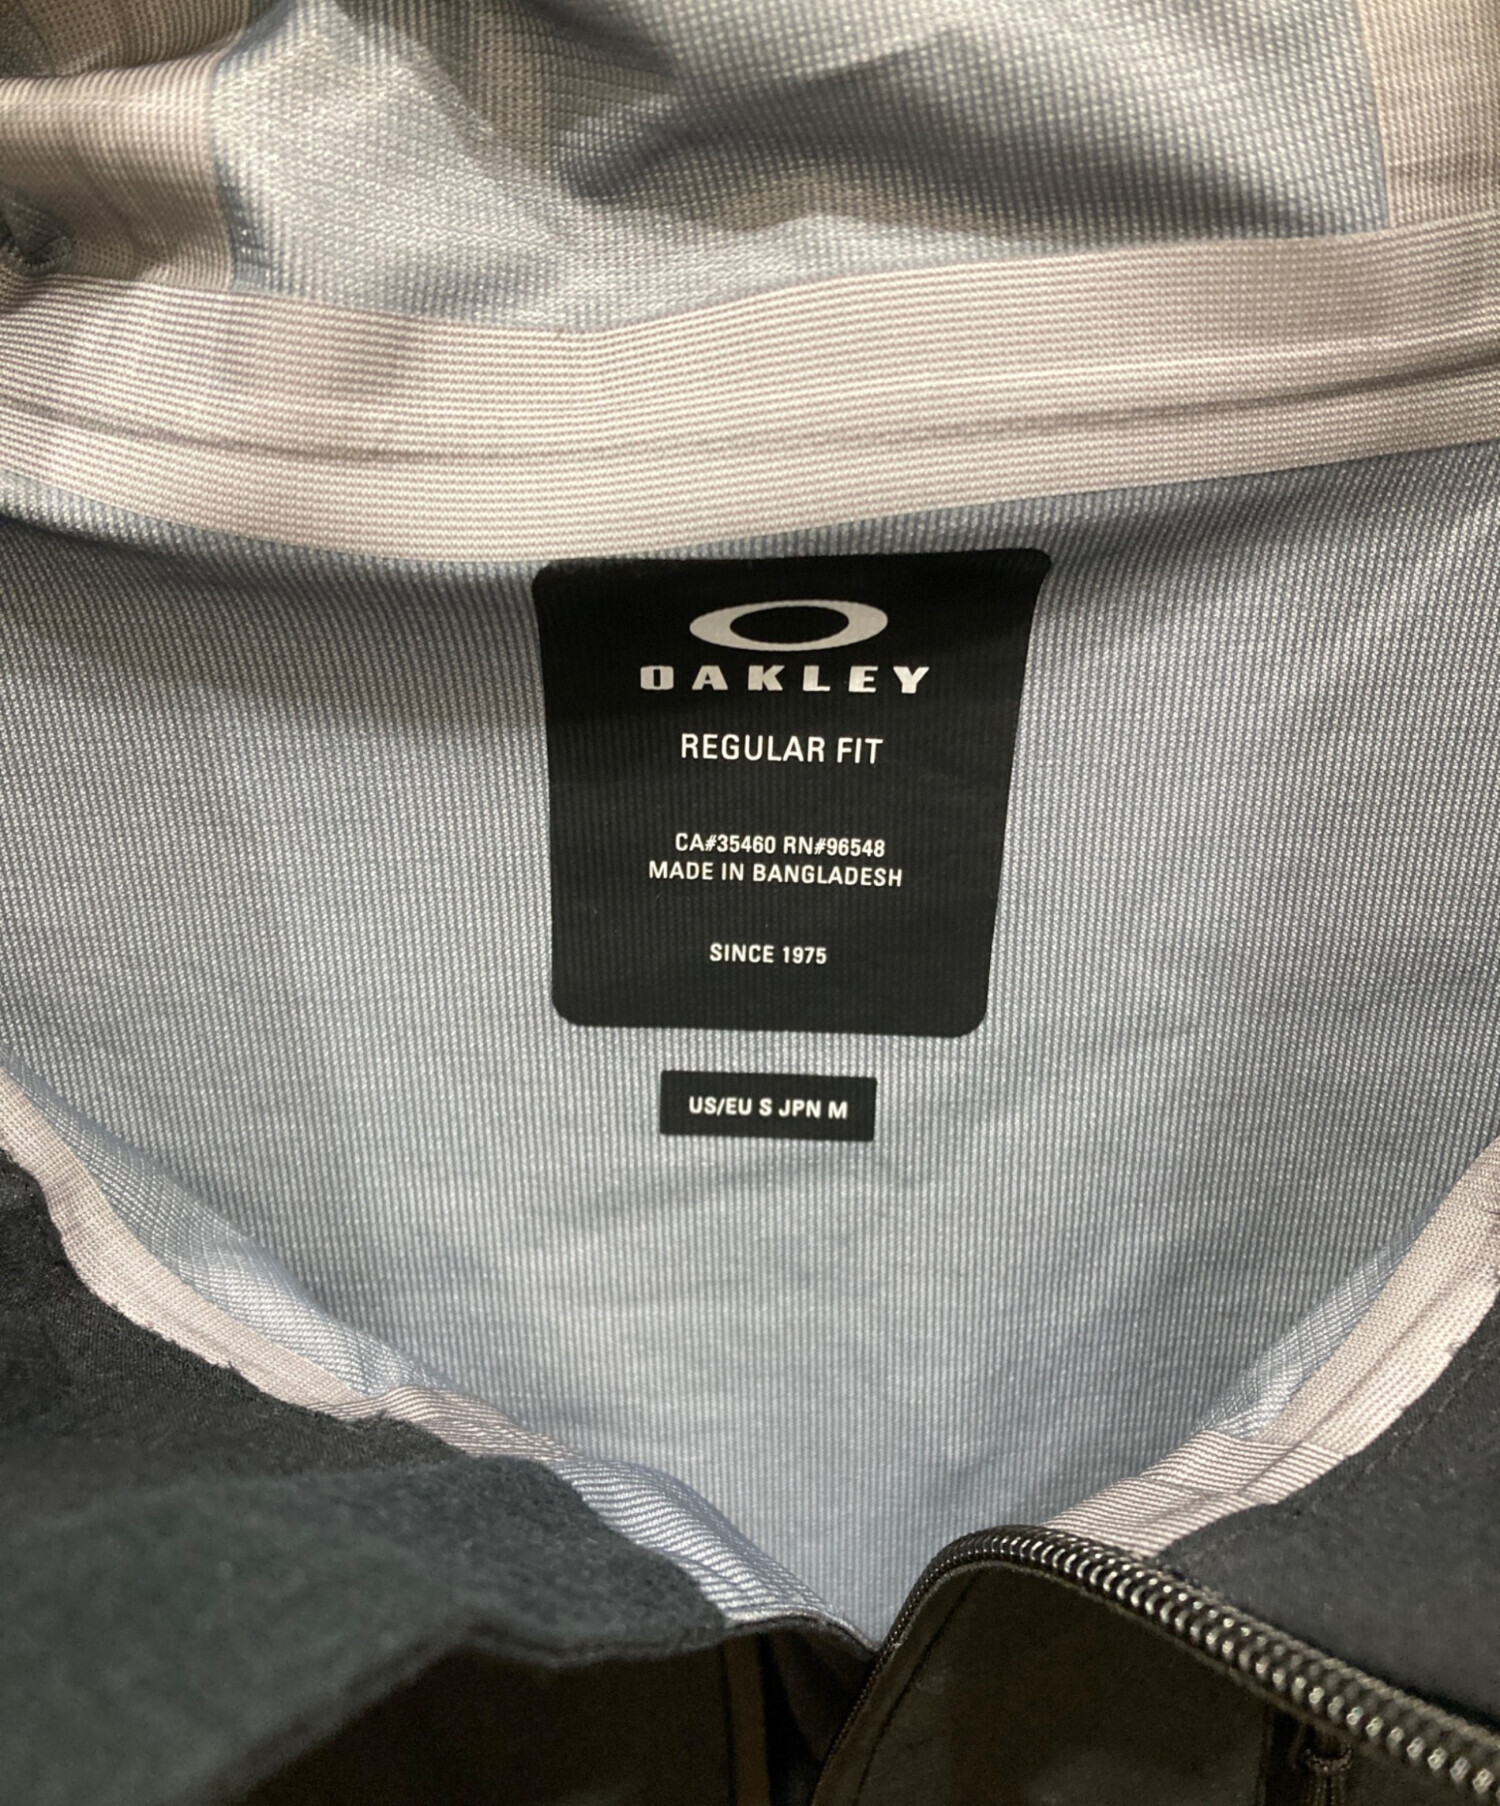 OAKLEY
REGULAR FIT
CA#35460 RN#96548
MADE IN BANGLADESH
SINCE 1975
US/EU S JPN M